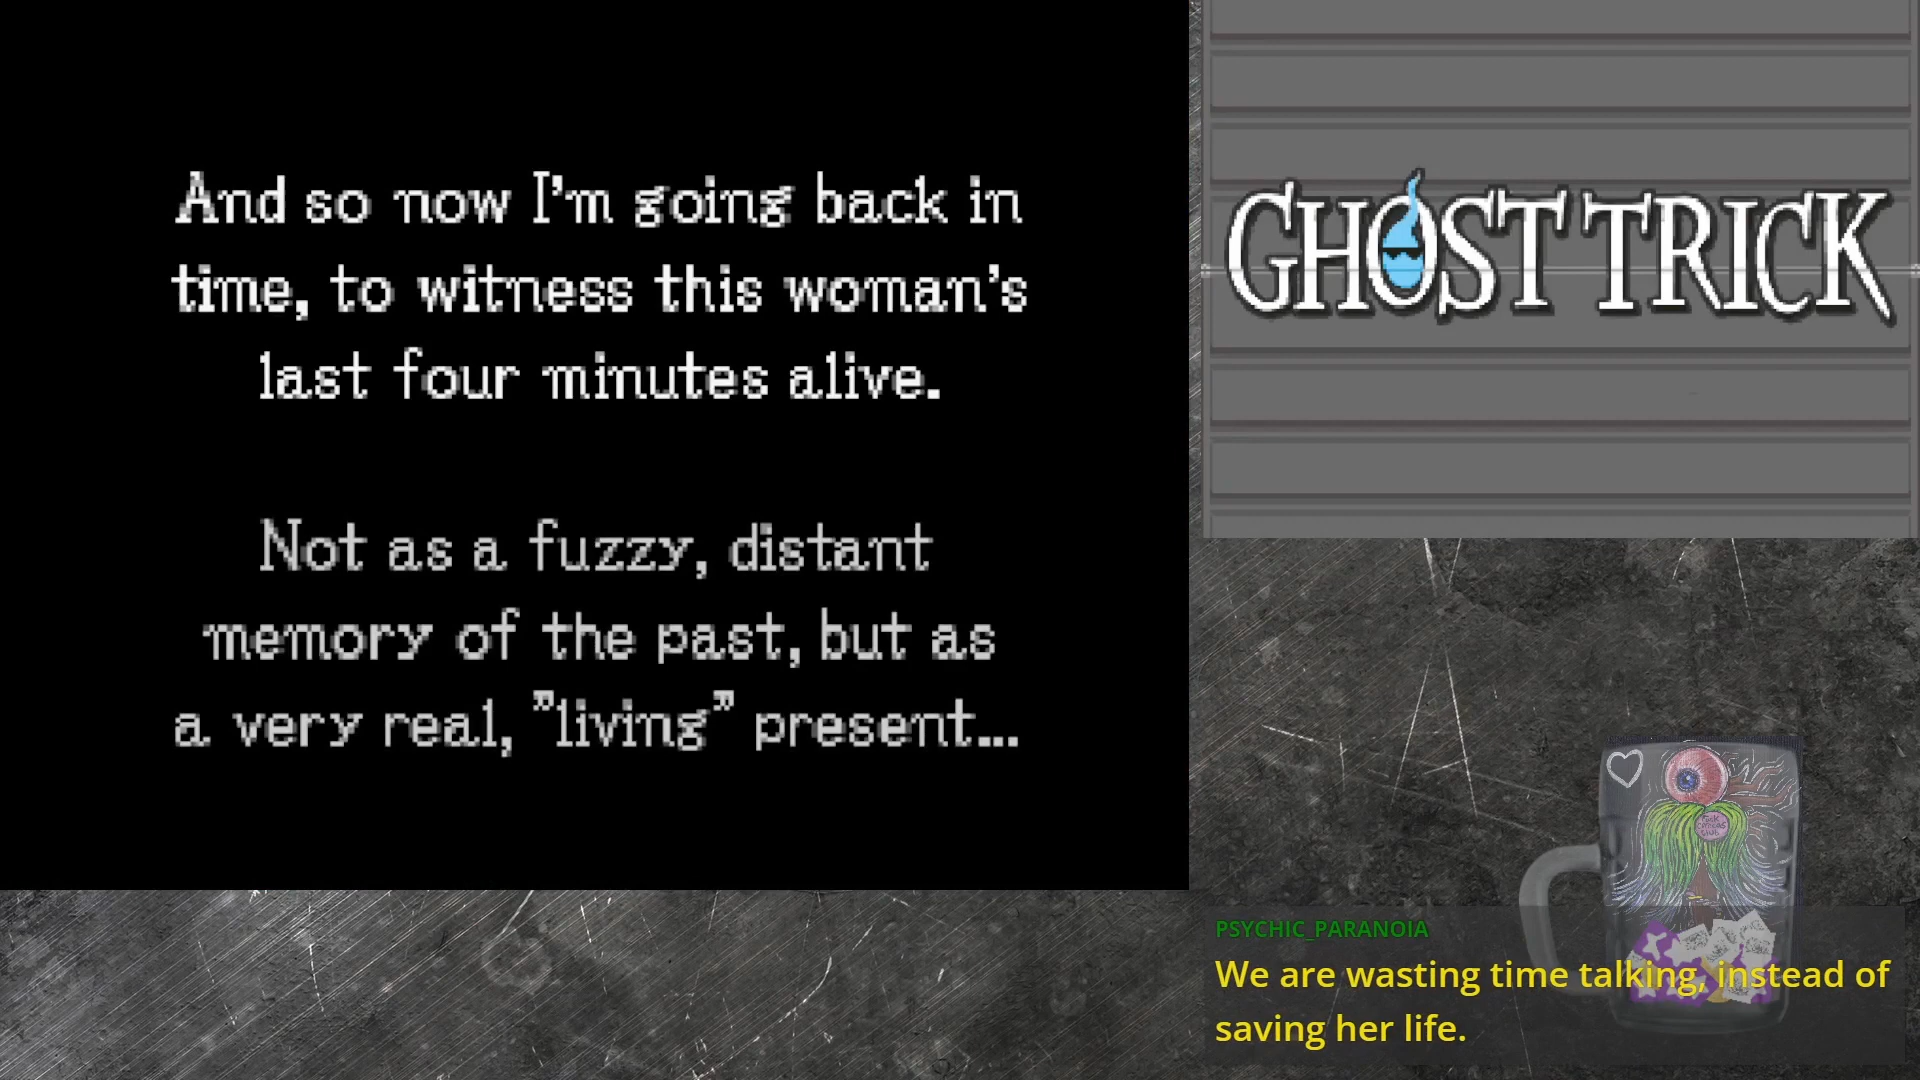 And so now I'm going back in
time, to witness this woman's
last four minutes alive.
Not as a fuzzy, distant
memory of the past, but as
a very real, "living" present...
GHOST TRICK
PSYCHIC_PARANOIA
We are wasting time talking, instead of
saving her life.